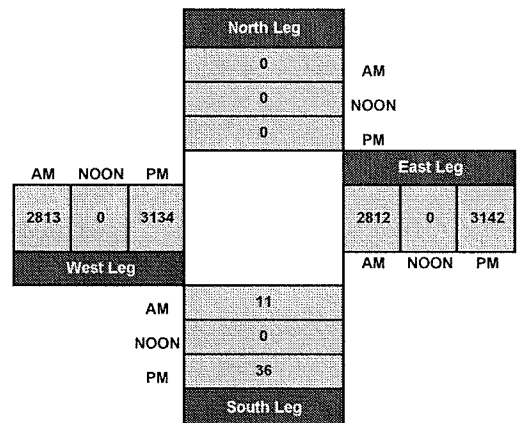 North Leg
0 AM
0 NOON
0 PM
AM NOON PM
East Leg
2813 0 3134
2812 0 3142
West Leg
AM NOON PM
AM 11
NOON 0
PM 36
South Leg